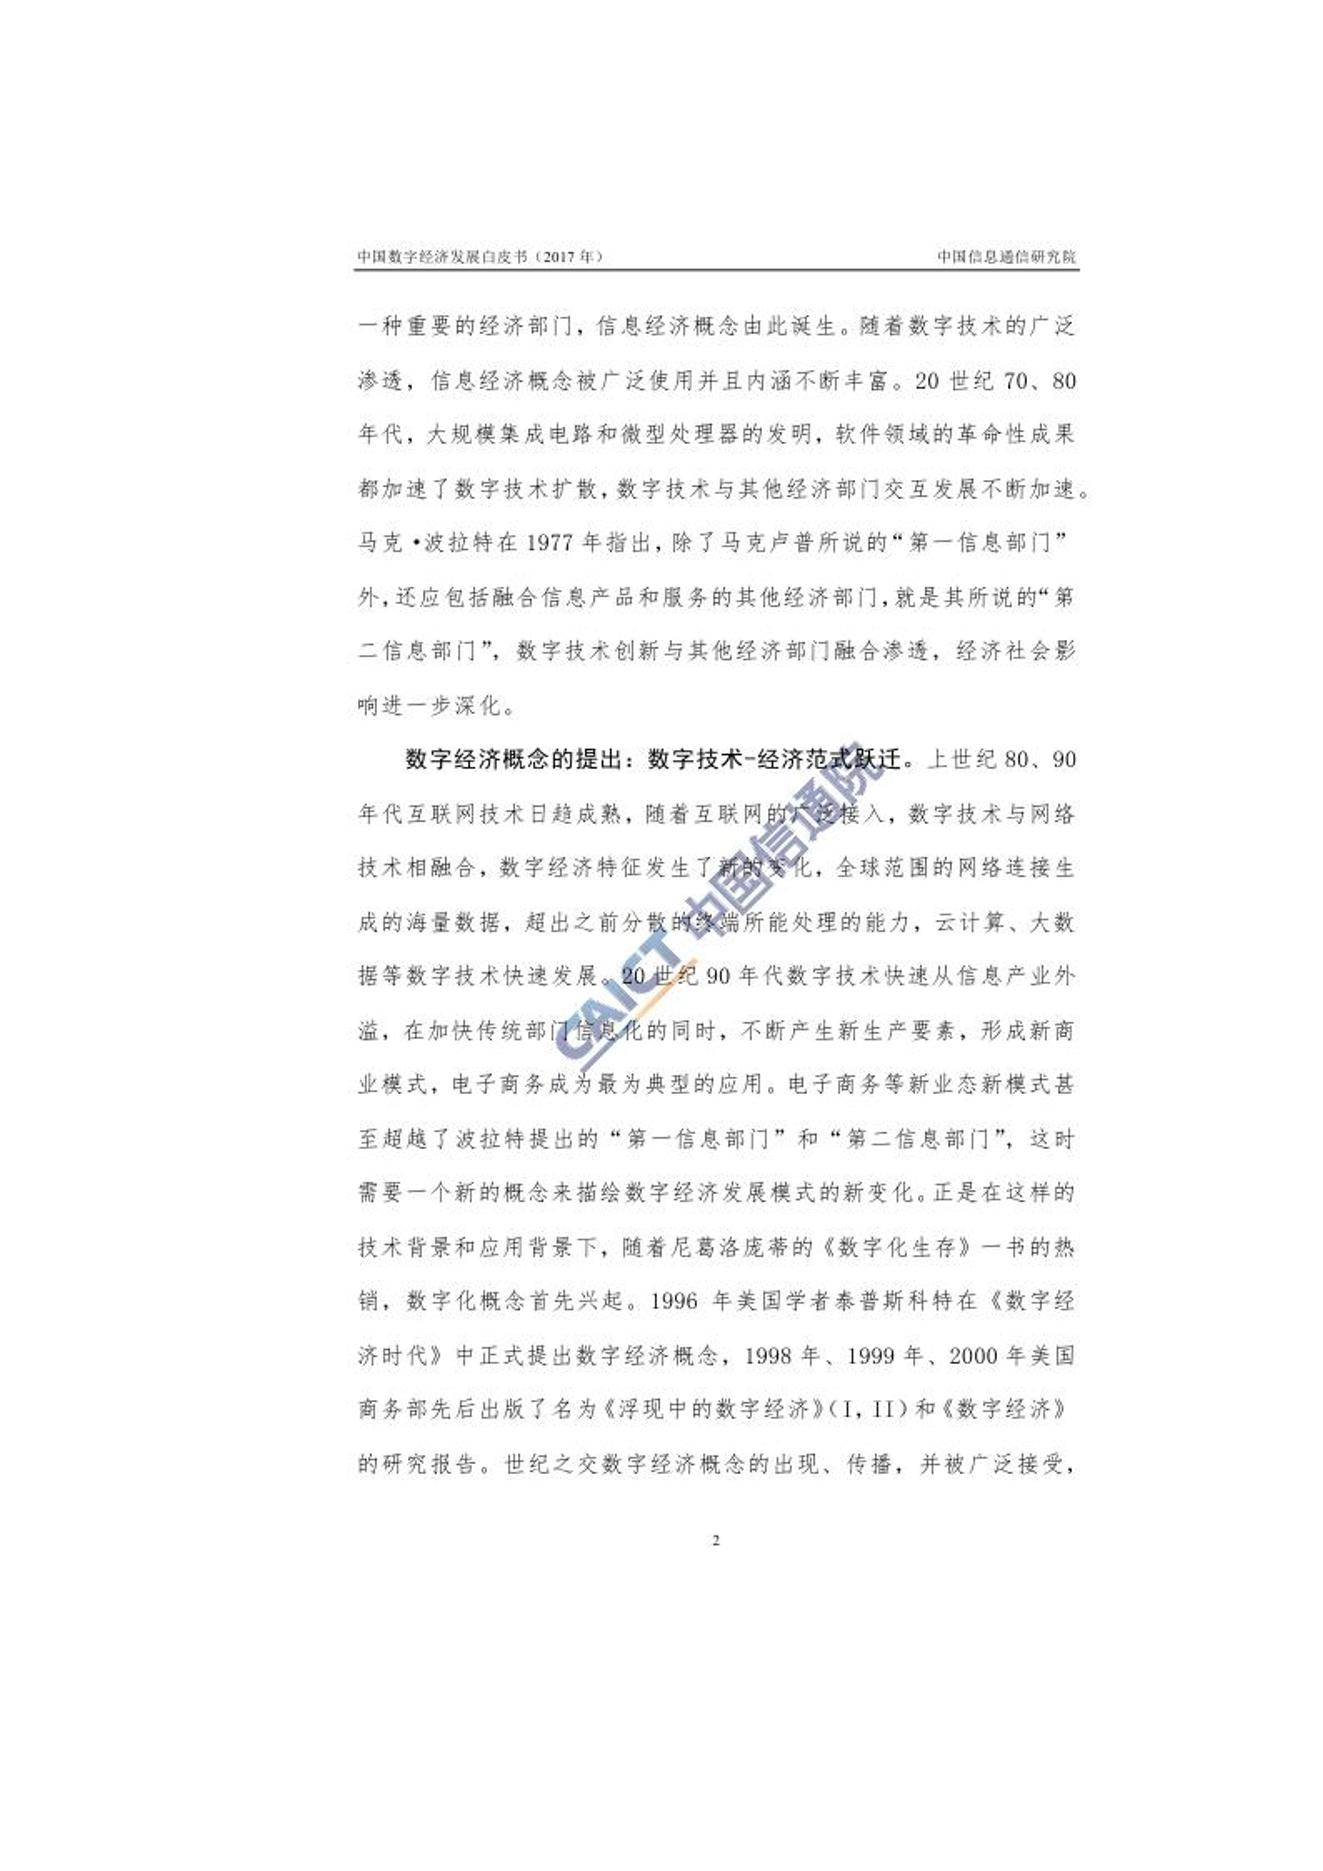 中国数字经济发展白皮书（2017 年） 中国信息通信研究院
一种重要的经济部门，信息经济概念由此诞生。随着数字技术的广泛
渗透，信息经济概念被广泛使用并且内涵不断丰富。20 世纪 70、80
年代，大规模集成电路和微型处理器的发明，软件领域的革命性成果
都加速了数字技术扩散，数字技术与其他经济部门交互发展不断加速。
马克·波拉特在 1977 年指出，除了马克卢普所说的“第一信息部门”
外，还应包括融合信息产品和服务的其他经济部门，就是其所说的“第
二信息部门”，数字技术创新与其他经济部门融合渗透，经济社会影
响进一步深化。
数字经济概念的提出：数字技术-经济范式跃迁。上世纪 80、90
年代互联网技术日趋成熟，随着互联网的广泛接入，数字技术与网络
技术相融合，数字经济特征发生了新的变化，全球范围的网络连接生
成的海量数据，超出之前分散的终端所能处理的能力，云计算、大数
据等数字技术快速发展。20 世纪 90 年代数字技术快速从信息产业外
溢，在加快传统部门信息化的同时，不断产生新生产要素，形成新商
业模式，电子商务成为最为典型的应用。电子商务等新业态新模式甚
至超越了波拉特提出的“第一信息部门”和“第二信息部门”，这时
需要一个新的概念来描绘数字经济发展模式的新变化。正是在这样的
技术背景和应用背景下，随着尼葛洛庞蒂的《数字化生存》一书的热
销，数字化概念首先兴起。1996 年美国学者泰普斯科特在《数字经
济时代》中正式提出数字经济概念，1998 年、1999 年、2000 年美国
商务部先后出版了名为《浮现中的数字经济》（I，II）和《数字经济》
的研究报告。世纪之交数字经济概念的出现、传播，并被广泛接受，
CAICT 中国信通院
2